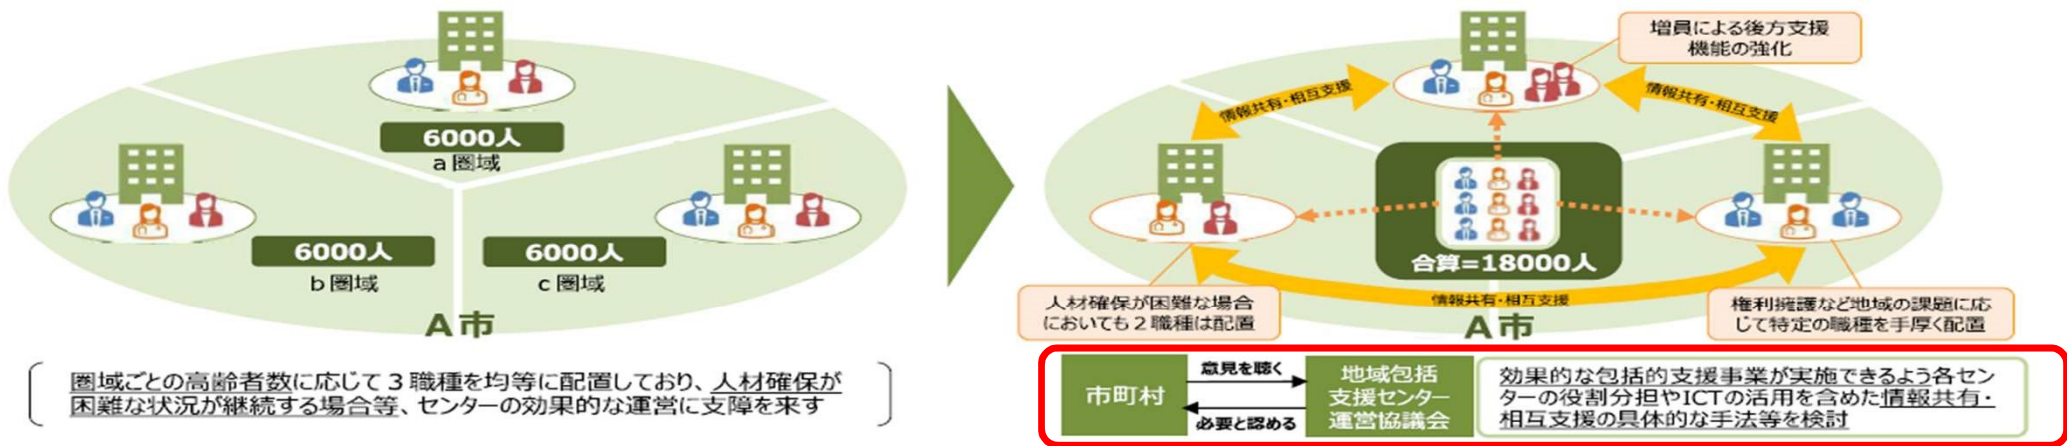 6000人
a圏域
6000人
b圏域
6000人
c圏域
A市
圏域ごとの高齢者数に応じて3職種を均等に配置しており、人材確保が
困難な状況が継続する場合等、センターの効果的な運営に支障を来す
増員による後方支援
機能の強化
情報共有・相互支援
情報共有・相互支援
合算=18000人
人材確保が困難な場合
においても2職種は配置
情報共有・相互支援
権利擁護など地域の課題に応
じて特定の職種を手厚く配置
A市
市町村
意見を聴く
必要と認める
地域包括
支援センター
運営協議会
効果的な包括的支援事業が実施できるよう各セン
ターの役割分担やICTの活用を含めた情報共有・
相互支援の具体的な手法等を検討